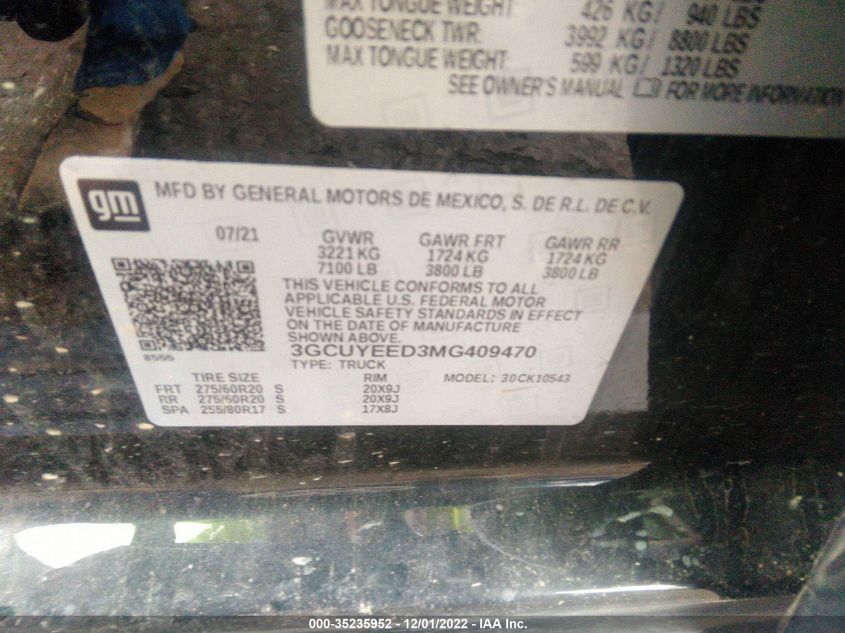 MAX TONGUE WEIGHT 426 KG/ 940 LBS
GOOSENECK TWR: 3992 KG/ 8800 LBS
MAX TONGUE WEIGHT: 599 KG/ 1320 LBS
SEE OWNER'S MANUAL FOR MORE INFORMATION
gm MFD BY GENERAL MOTORS DE MEXICO, S. DE R.L. DE C.V.
07/21 GVWR GAWR FRT GAWR RR
3221 KG 1724 KG 1724 KG
7100 LB 3800 LB 3800 LB
THIS VEHICLE CONFORMS TO ALL
APPLICABLE U.S. FEDERAL MOTOR
VEHICLE SAFETY STANDARDS IN EFFECT
ON THE DATE OF MANUFACTURE
SHOWN ABOVE.
8555 3GCUYEED3MG409470
TYPE: TRUCK
TIRE SIZE RIM MODEL: 30CK10543
FRT 275/60R20 S 20X9J
RR 275/60R20 S 20X9J
SPA 255/80R17 S 17X8J
000-35235952 - 12/01/2022 - IAA Inc.